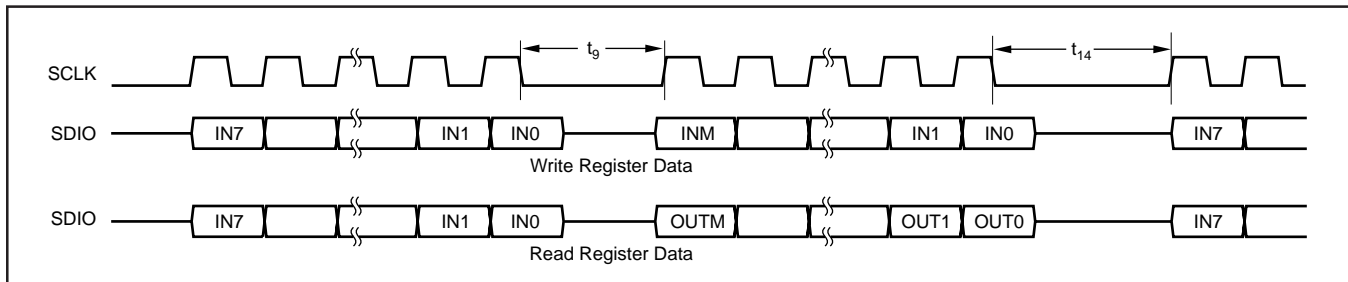 t9 t14
SCLK
SDIO IN7 IN1 IN0 INM IN1 IN0 IN7
Write Register Data
SDIO IN7 IN1 IN0 OUTM OUT1 OUT0 IN7
Read Register Data